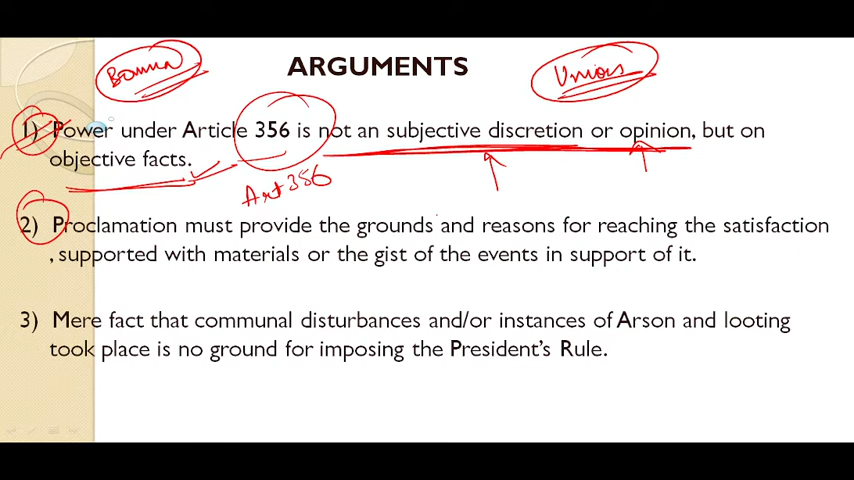 Bommai
ARGUMENTS
Union
1) Power under Article 356 is not an subjective discretion or opinion, but on
objective facts.
Art 356
2) Proclamation must provide the grounds and reasons for reaching the satisfaction
, supported with materials or the gist of the events in support of it.
3) Mere fact that communal disturbances and/or instances of Arson and looting
took place is no ground for imposing the President's Rule.